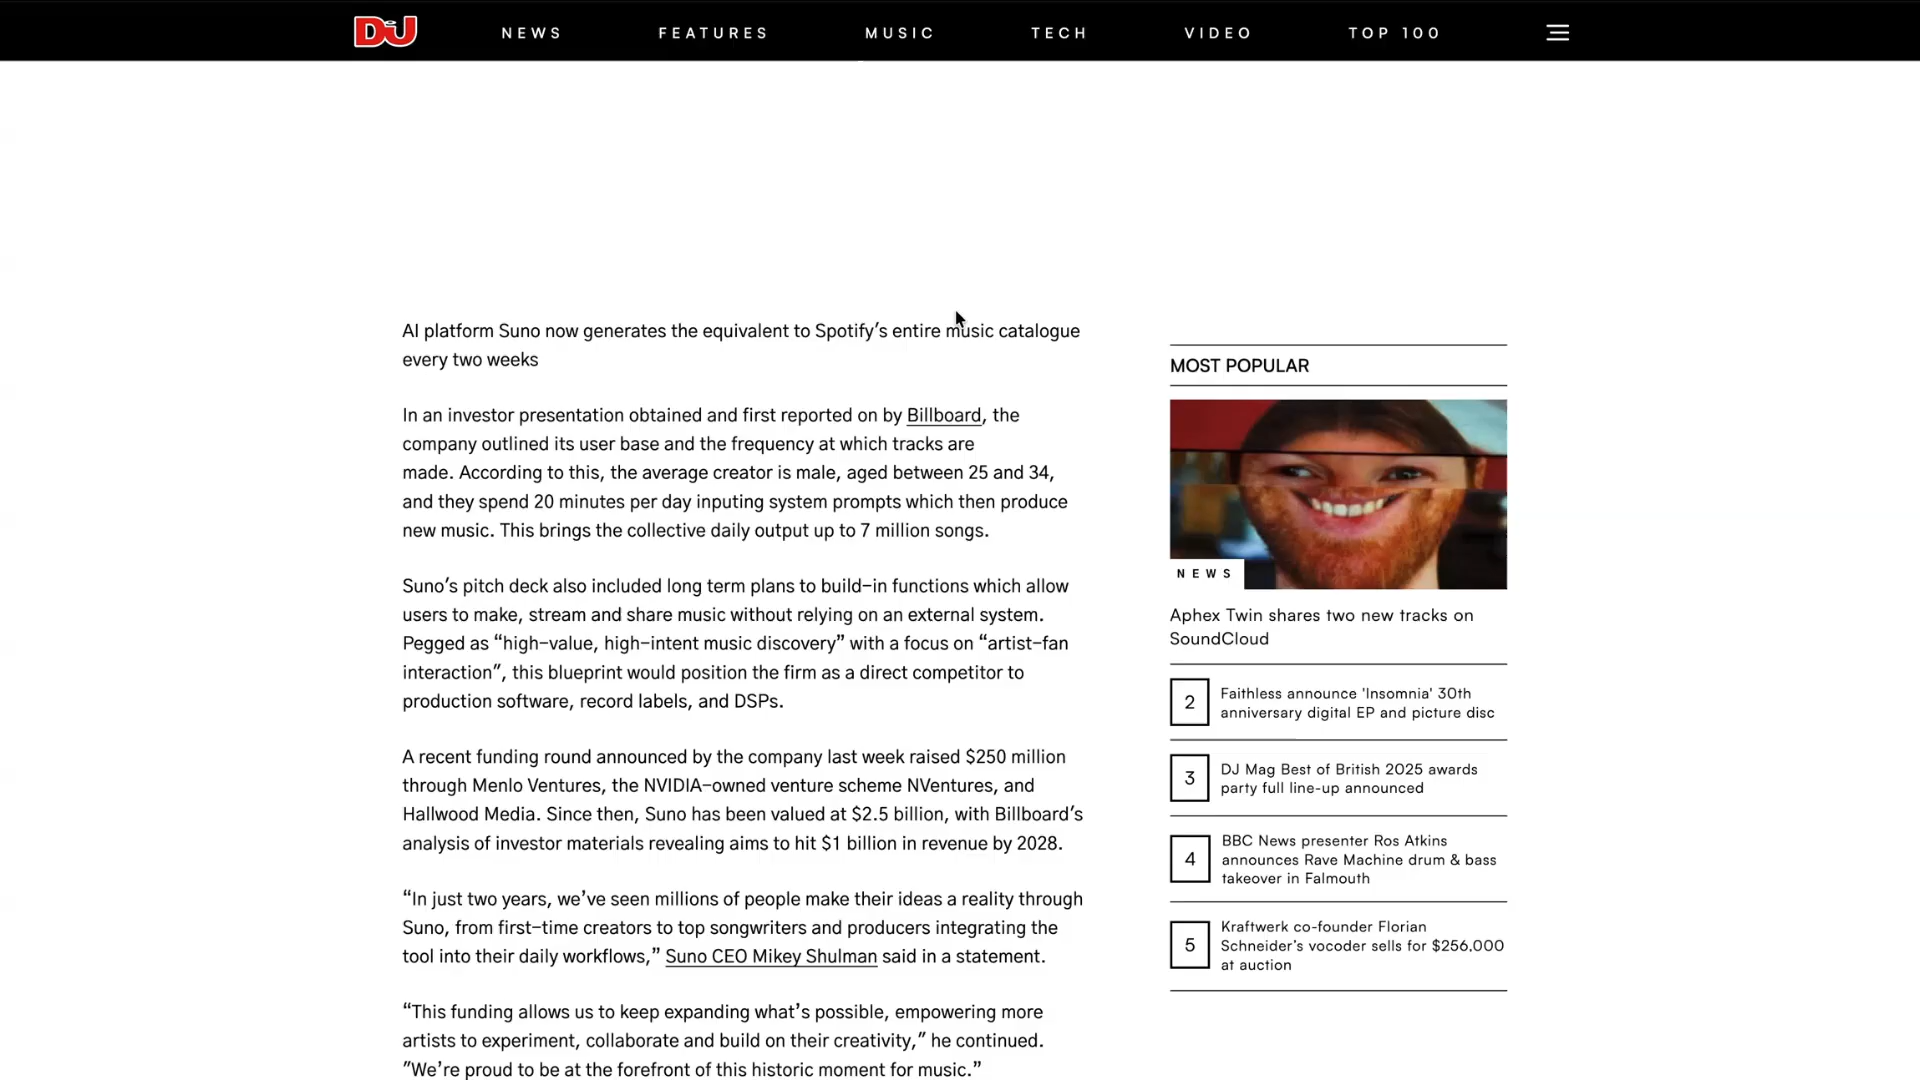 DJ
NEWS
FEATURES
MUSIC
TECH
VIDEO
TOP 100
AI platform Suno now generates the equivalent to Spotify’s entire music catalogue
every two weeks
In an investor presentation obtained and first reported on by Billboard, the
company outlined its user base and the frequency at which tracks are
made. According to this, the average creator is male, aged between 25 and 34,
and they spend 20 minutes per day inputing system prompts which then produce
new music. This brings the collective daily output up to 7 million songs.
Suno’s pitch deck also included long term plans to build-in functions which allow
users to make, stream and share music without relying on an external system.
Pegged as “high-value, high-intent music discovery” with a focus on “artist-fan
interaction”, this blueprint would position the firm as a direct competitor to
production software, record labels, and DSPs.
A recent funding round announced by the company last week raised $250 million
through Menlo Ventures, the NVIDIA-owned venture scheme NVentures, and
Hallwood Media. Since then, Suno has been valued at $2.5 billion, with Billboard’s
analysis of investor materials revealing aims to hit $1 billion in revenue by 2028.
“In just two years, we’ve seen millions of people make their ideas a reality through
Suno, from first-time creators to top songwriters and producers integrating the
tool into their daily workflows,” Suno CEO Mikey Shulman said in a statement.
“This funding allows us to keep expanding what’s possible, empowering more
artists to experiment, collaborate and build on their creativity,” he continued.
"We’re proud to be at the forefront of this historic moment for music.”
MOST POPULAR
NEWS
Aphex Twin shares two new tracks on
SoundCloud
2
Faithless announce 'Insomnia' 30th
anniversary digital EP and picture disc
3
DJ Mag Best of British 2025 awards
party full line-up announced
4
BBC News presenter Ros Atkins
announces Rave Machine drum & bass
takeover in Falmouth
5
Kraftwerk co-founder Florian
Schneider’s vocoder sells for $256,000
at auction